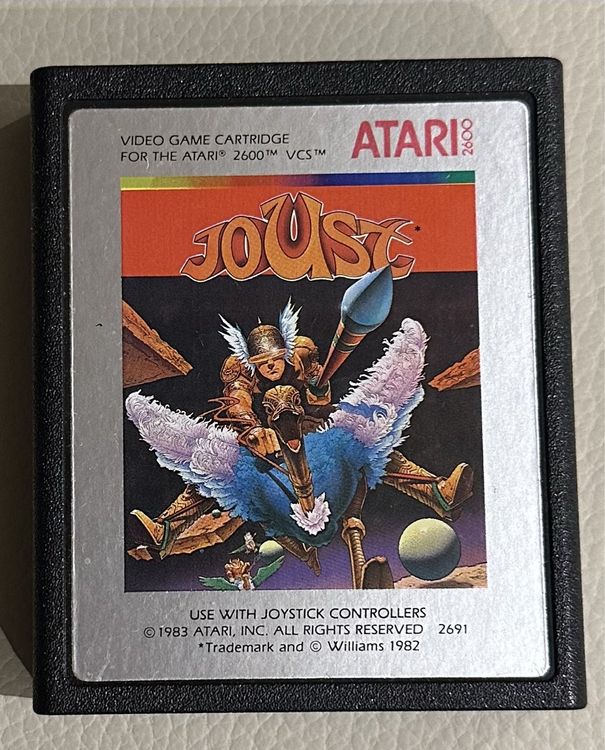 VIDEO GAME CARTRIDGE
FOR THE ATARI® 2600™ VCS™
ATARI 2600
JOUST*
USE WITH JOYSTICK CONTROLLERS
© 1983 ATARI, INC. ALL RIGHTS RESERVED 2691
*Trademark and © Williams 1982